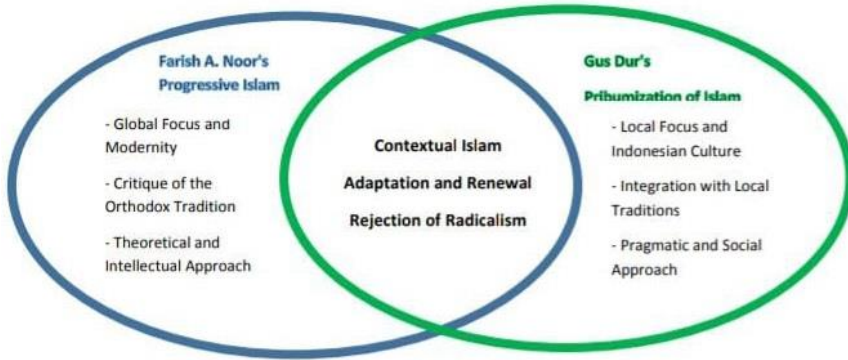 Farish A. Noor's
Progressive Islam
- Global Focus and
Modernity
- Critique of the
Orthodox Tradition
- Theoretical and
Intellectual Approach
Contextual Islam
Adaptation and Renewal
Rejection of Radicalism
Gus Dur's
Pribumization of Islam
- Local Focus and
Indonesian Culture
- Integration with Local
Traditions
- Pragmatic and Social
Approach